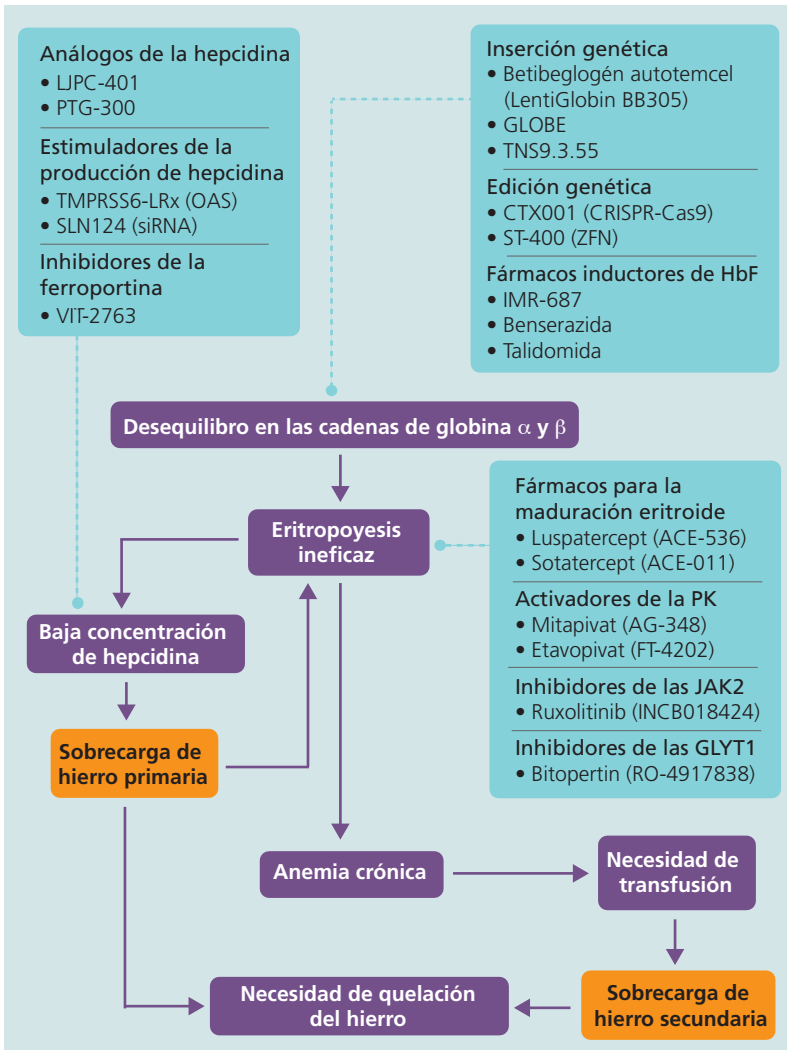 Análogos de la hepcidina
• LJPC-401
• PTG-300
Estimuladores de la
producción de hepcidina
• TMPRSS6-LRx (OAS)
• SLN124 (siRNA)
Inhibidores de la
ferroportina
• VIT-2763
Inserción genética
• Betibeglogén autotemcel
(LentiGlobin BB305)
• GLOBE
• TNS9.3.55
Edición genética
• CTX001 (CRISPR-Cas9)
• ST-400 (ZFN)
Fármacos inductores de HbF
• IMR-687
• Benserazida
• Talidomida
Desequilibro en las cadenas de globina α y β
Eritropoyesis
ineficaz
Fármacos para la
maduración eritroide
• Luspatercept (ACE-536)
• Sotatercept (ACE-011)
Activadores de la PK
• Mitapivat (AG-348)
• Etavopivat (FT-4202)
Inhibidores de las JAK2
• Ruxolitinib (INCB018424)
Inhibidores de las GLYT1
• Bitopertin (RO-4917838)
Baja concentración
de hepcidina
Sobrecarga de
hierro primaria
Anemia crónica
Necesidad de
transfusión
Necesidad de quelación
del hierro
Sobrecarga de
hierro secundaria